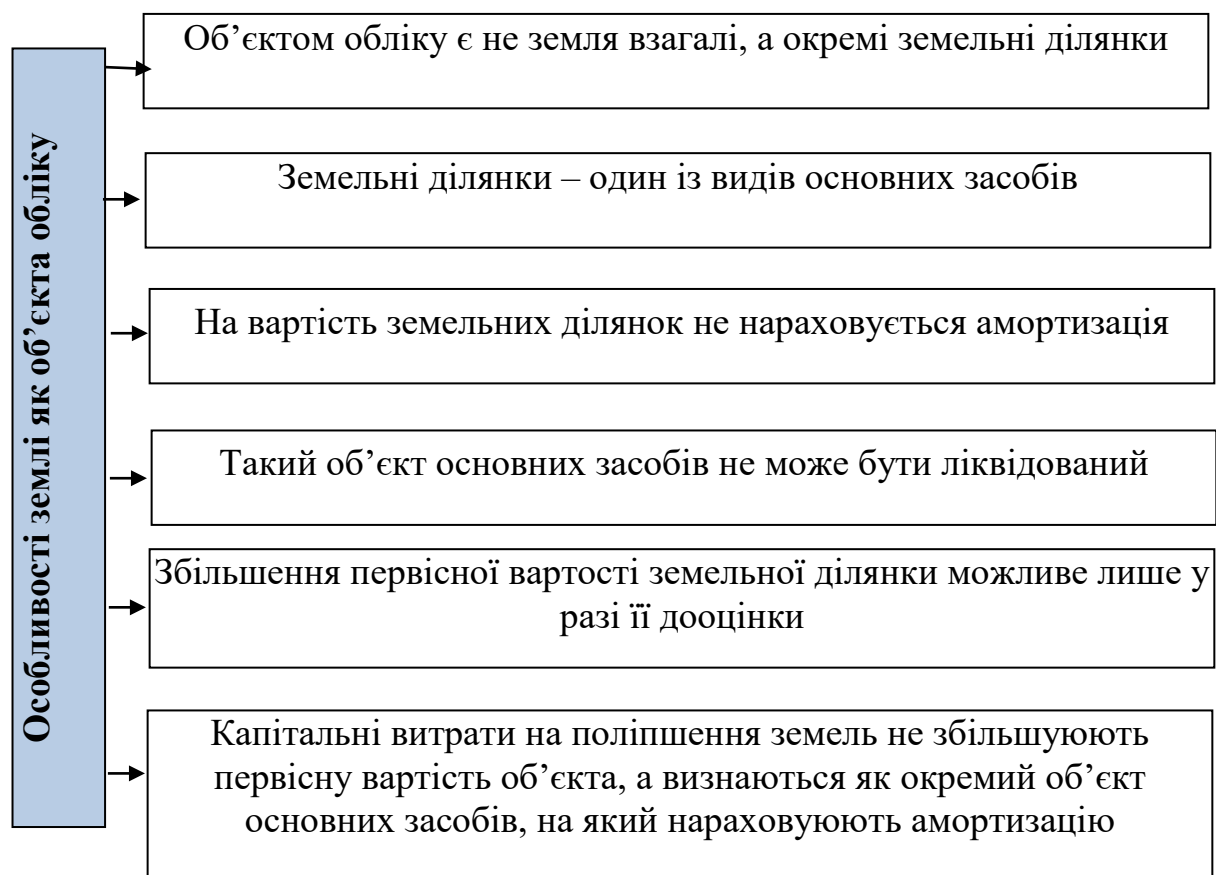 Особливості землі як об’єкта обліку
Об’єктом обліку є не земля взагалі, а окремі земельні ділянки
Земельні ділянки – один із видів основних засобів
На вартість земельних ділянок не нараховується амортизація
Такий об’єкт основних засобів не може бути ліквідований
Збільшення первісної вартості земельної ділянки можливе лише у
разі її дооцінки
Капітальні витрати на поліпшення земель не збільшуюють
первісну вартість об’єкта, а визнаються як окремий об’єкт
основних засобів, на який нараховуюють амортизацію